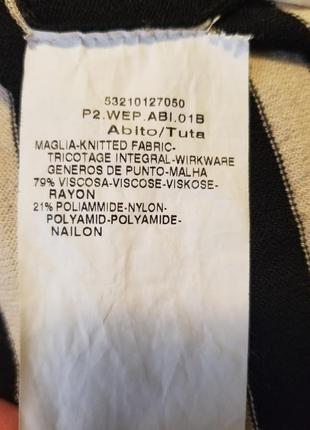 53210127050
P2.WEP.ABI.01B
Abito/Tuta
MAGLIA-KNITTED FABRIC-
TRICOTAGE INTEGRAL-WIRKWARE
GENEROS DE PUNTO-MALHA
79% VISCOSA-VISCOSE-VISKOSE-
RAYON
21% POLIAMMIDE-NYLON-
POLYAMID-POLYAMIDE-
NAILON